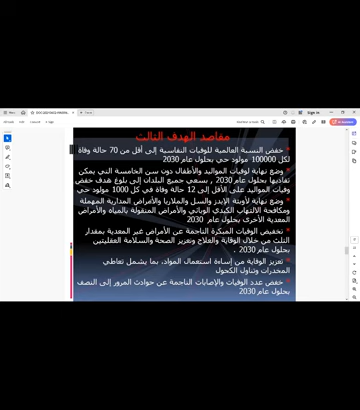 مقاصد الهدف الثالث
خفض النسبة العالمية للوفيات النفاسية إلى أقل من 70 حالة وفاة
لكل 100000 مولود حي بحلول عام 2030
وضع نهاية لوفيات المواليد والأطفال دون سن الخامسة التي يمكن
تفاديها بحلول عام 2030 , بسعي جميع البلدان إلى بلوغ هدف خفض
وفيات المواليد على الأقل إلى 12 حالة وفاة في كل 1000 مولود حي
وضع نهاية لأوبئة الإيدز والسل والملاريا والأمراض المدارية المهملة
ومكافحة الالتهاب الكبدي الوبائي والأمراض المنقولة بالمياه والأمراض
المعدية الأخرى بحلول عام 2030
تخفيض الوفيات المبكرة الناجمة عن الأمراض غير المعدية بمقدار
الثلث من خلال الوقاية والعلاج وتعزيز الصحة والسلامة العقليتين
بحلول عام 2030 .
تعزيز الوقاية من إساءة استعمال المواد، بما يشمل تعاطي
المخدرات وتناول الكحول
خفض عدد الوفيات والإصابات الناجمة عن حوادث المرور إلى النصف
بحلول عام 2030